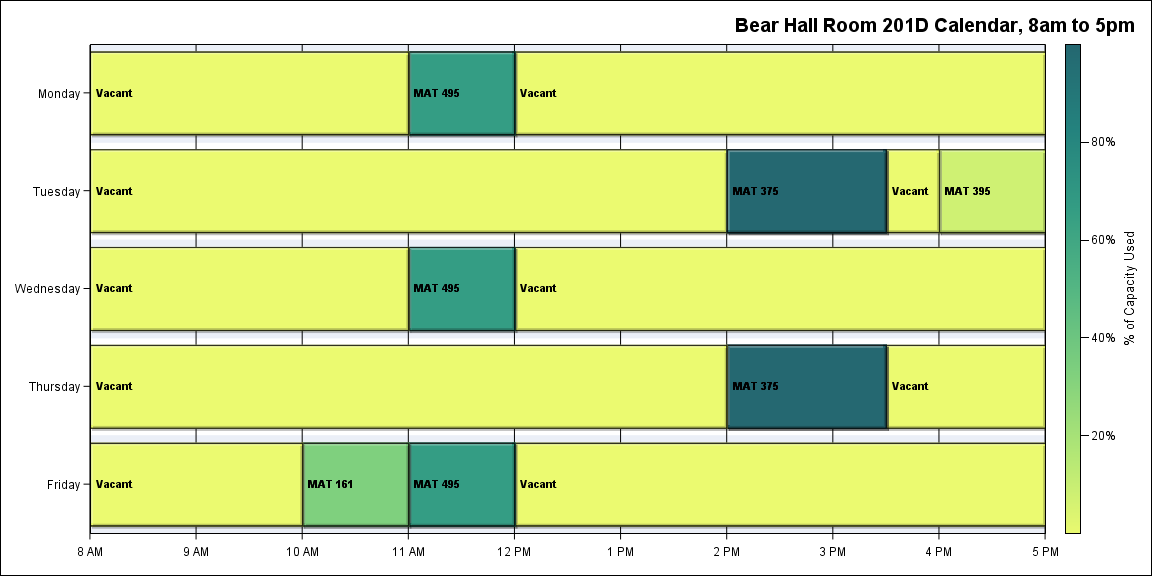 Bear Hall Room 201D Calendar, 8am to 5pm
Monday
Vacant
MAT 495
Vacant
Tuesday
Vacant
MAT 375
Vacant
MAT 395
Wednesday
Vacant
MAT 495
Vacant
Thursday
Vacant
MAT 375
Vacant
Friday
Vacant
MAT 161
MAT 495
Vacant
8 AM
9 AM
10 AM
11 AM
12 PM
1 PM
2 PM
3 PM
4 PM
5 PM
80%
60%
40%
20%
% of Capacity Used